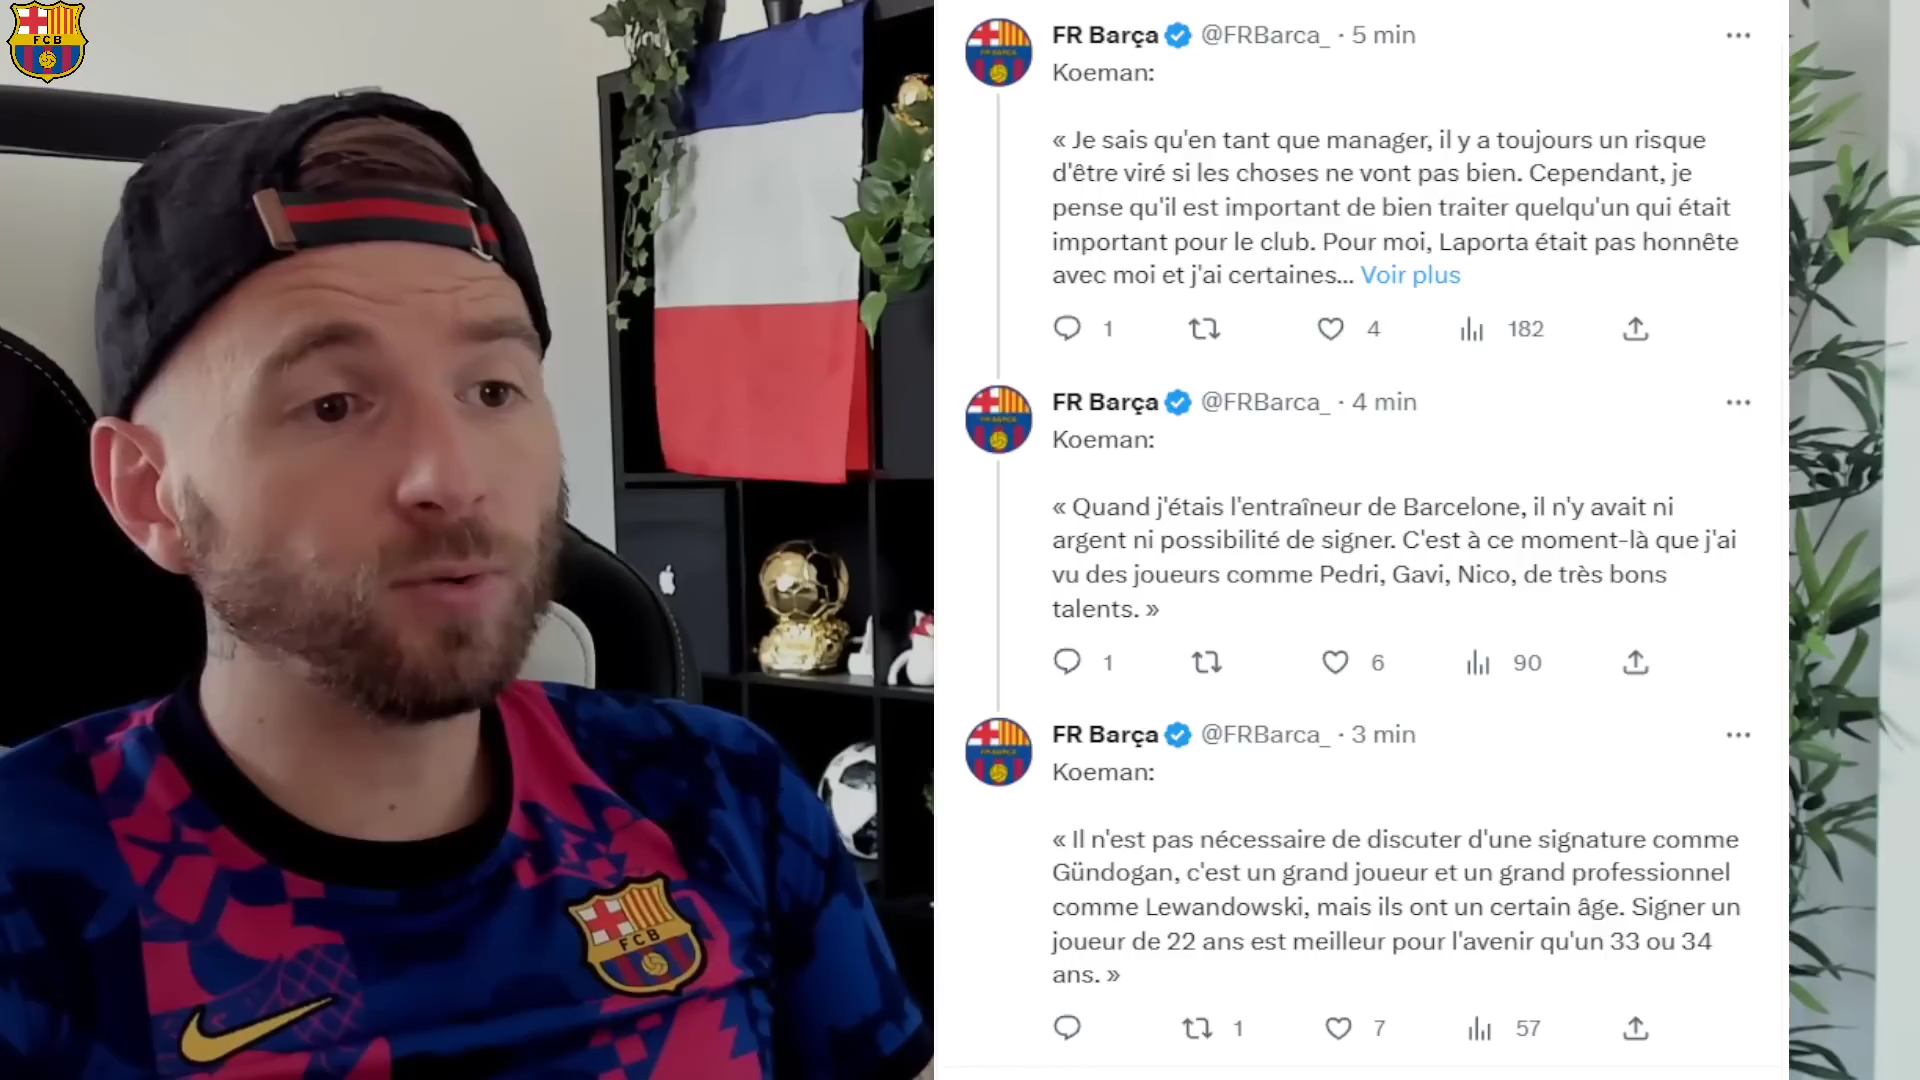 FCB
FR Barça @FRBarca_ · 5 min
Koeman:
« Je sais qu'en tant que manager, il y a toujours un risque
d'être viré si les choses ne vont pas bien. Cependant, je
pense qu'il est important de bien traiter quelqu'un qui était
important pour le club. Pour moi, Laporta était pas honnête
avec moi et j'ai certaines... Voir plus
1 4 182
FR Barça @FRBarca_ · 4 min
Koeman:
« Quand j'étais l'entraîneur de Barcelone, il n'y avait ni
argent ni possibilité de signer. C'est à ce moment-là que j'ai
vu des joueurs comme Pedri, Gavi, Nico, de très bons
talents. »
1 6 90
FR Barça @FRBarca_ · 3 min
Koeman:
« Il n'est pas nécessaire de discuter d'une signature comme
Gündogan, c'est un grand joueur et un grand professionnel
comme Lewandowski, mais ils ont un certain âge. Signer un
joueur de 22 ans est meilleur pour l'avenir qu'un 33 ou 34
ans. »
1 7 57
FCB